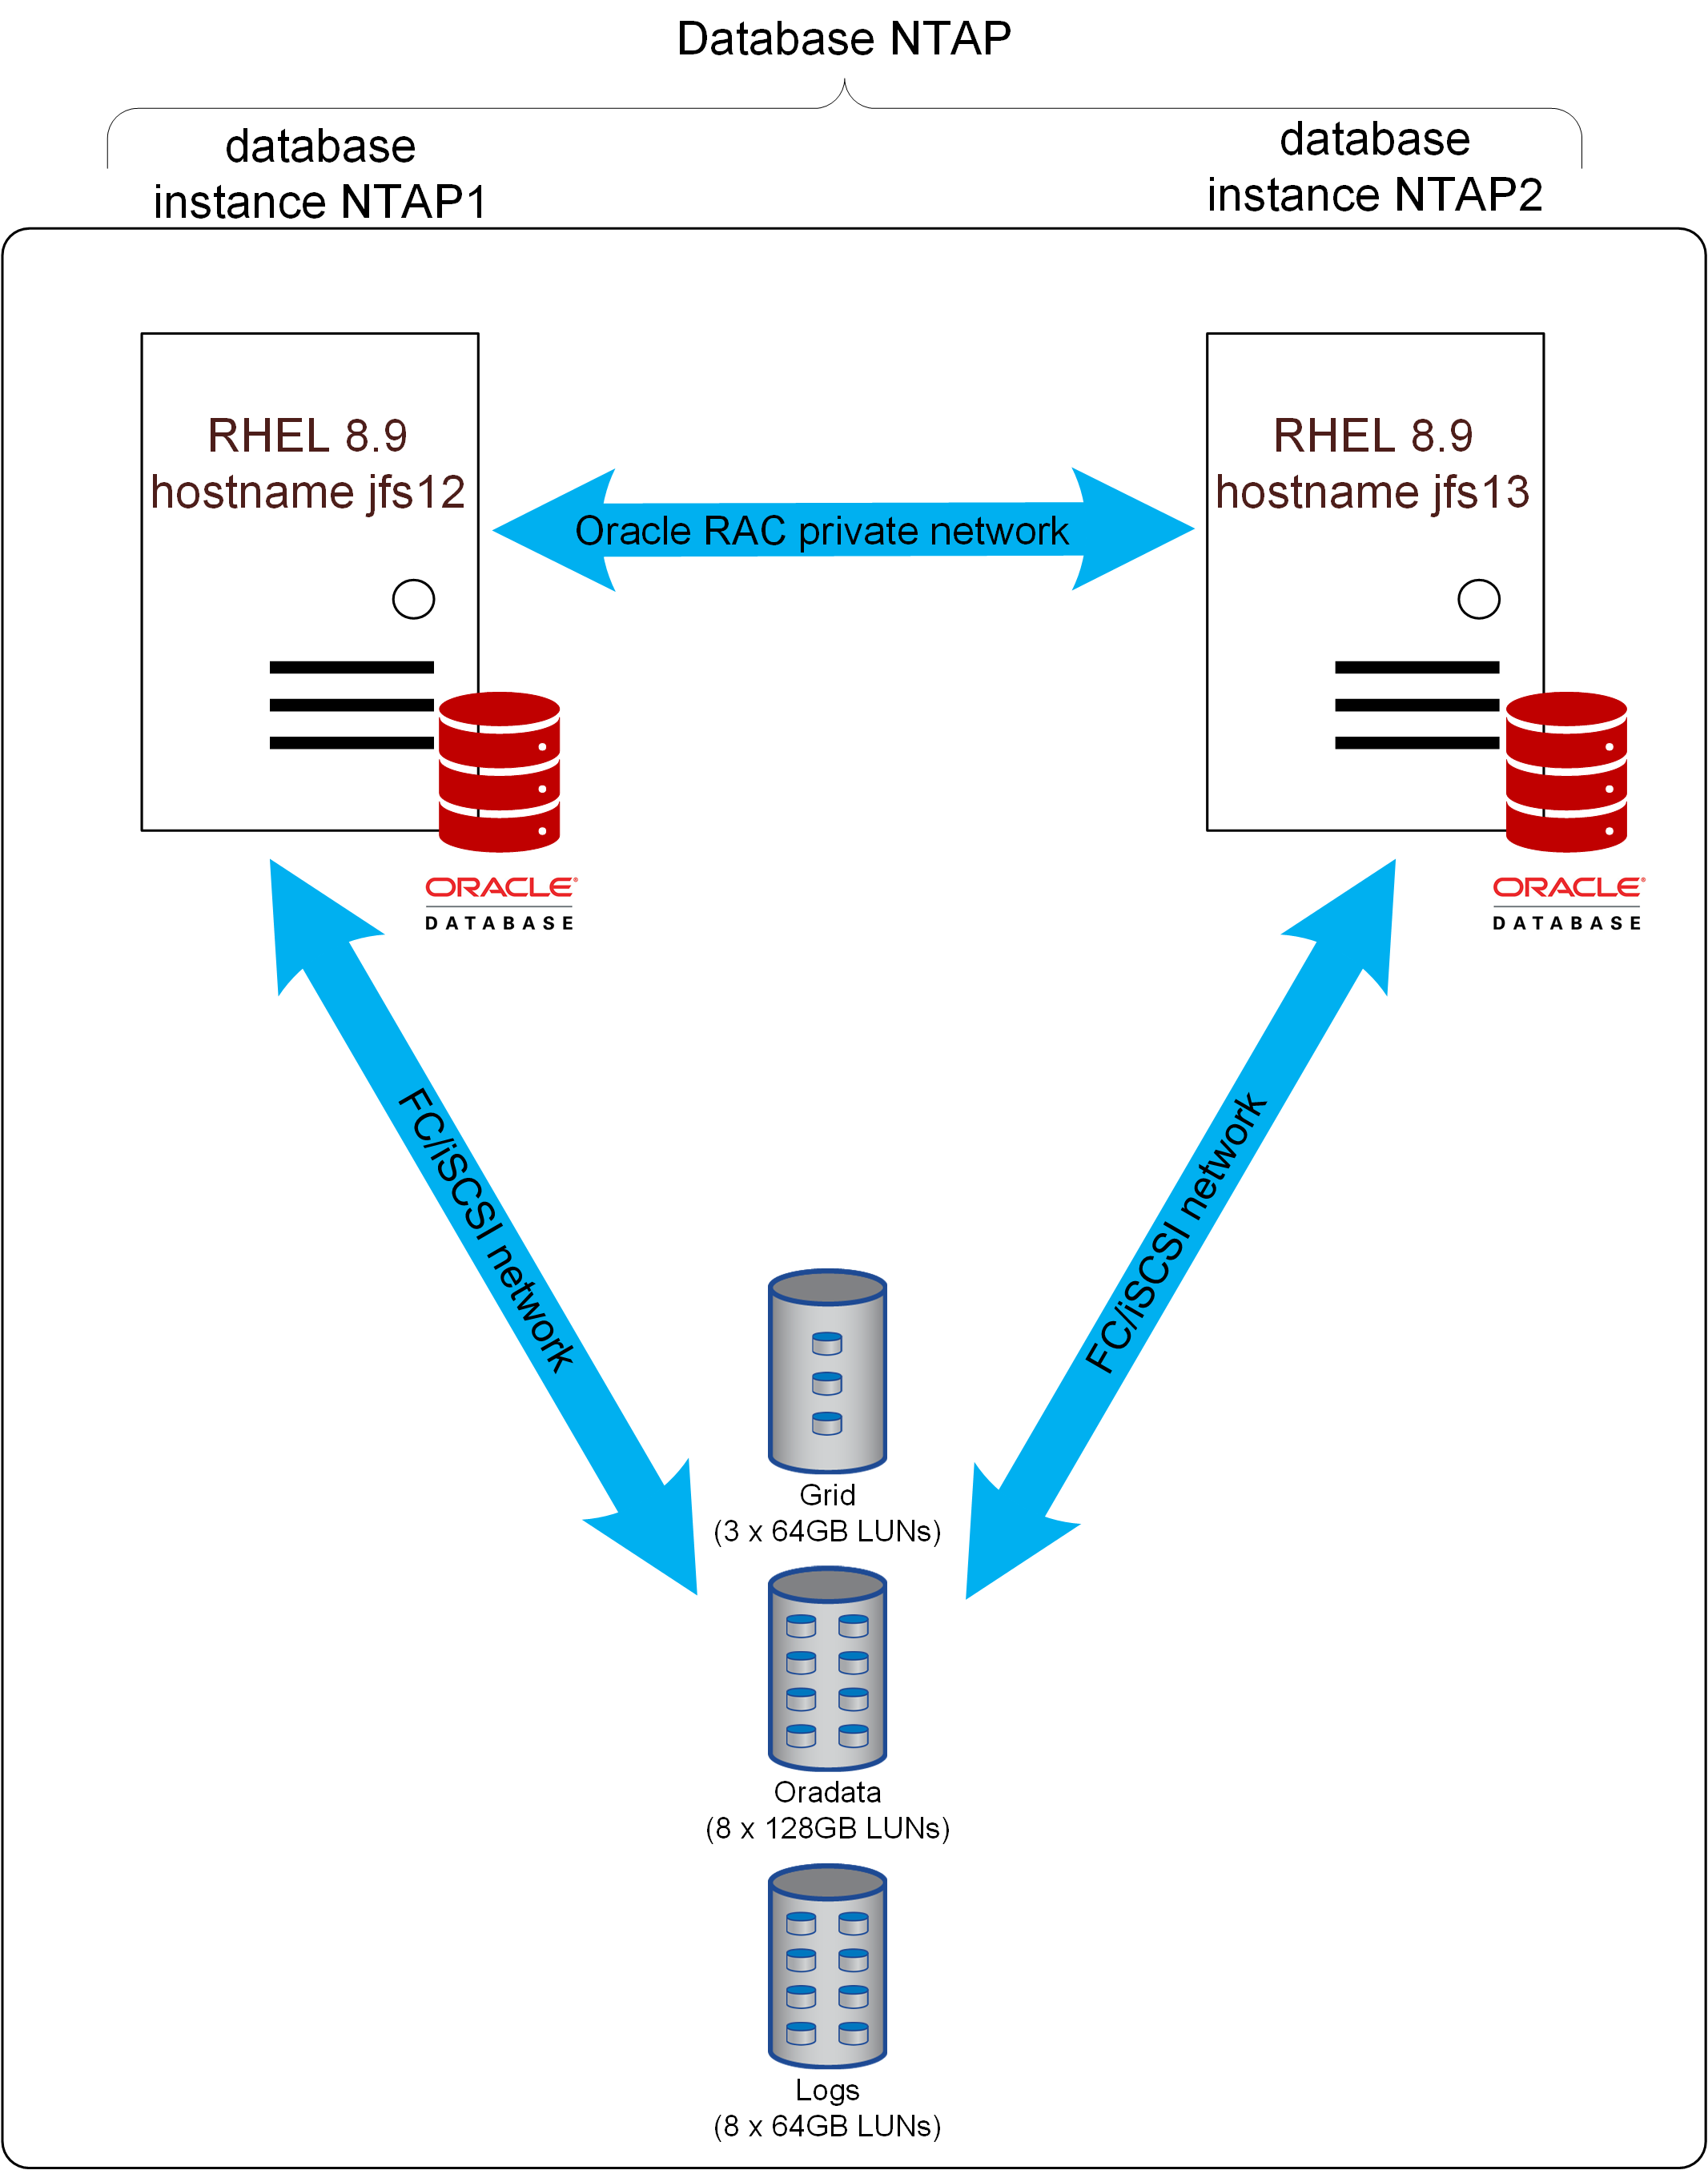 Database NTAP
database
instance NTAP1
database
instance NTAP2
RHEL 8.9
hostname jfs12
RHEL 8.9
hostname jfs13
Oracle RAC private network
ORACLE®
DATABASE
ORACLE®
DATABASE
FC/iSCSI network
FC/iSCSI network
Grid
(3 x 64GB LUNs)
Oradata
(8 x 128GB LUNs)
Logs
(8 x 64GB LUNs)